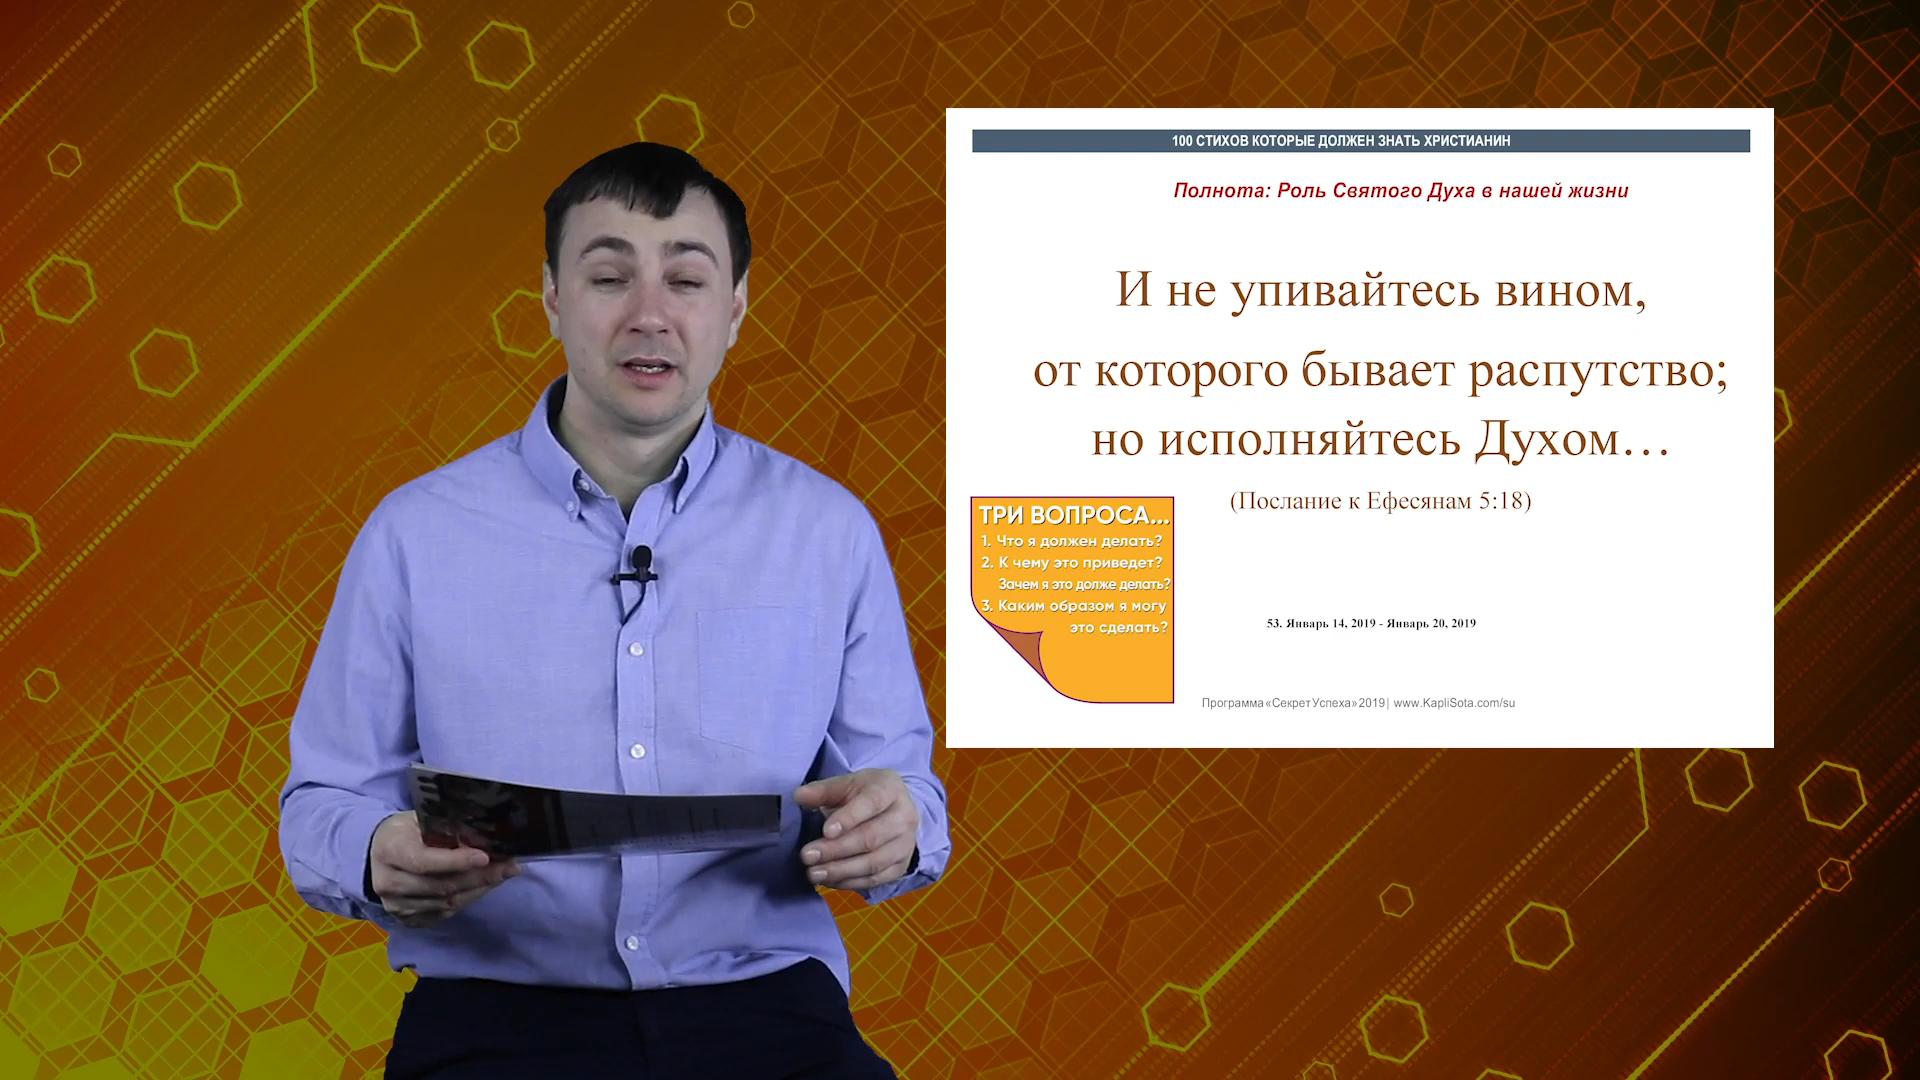 100 СТИХОВ КОТОРЫЕ ДОЛЖЕН ЗНАТЬ ХРИСТИАНИН
Полнота: Роль Святого Духа в нашей жизни
И не упивайтесь вином,
от которого бывает распутство;
но исполняйтесь Духом...
(Послание к Ефесянам 5:18)
ТРИ ВОПРОСА...
1. Что я должен делать?
2. К чему это приведет?
Зачем я это долже делать?
3. Каким образом я могу
это сделать?
53. Январь 14, 2019 - Январь 20, 2019
Программа «Секрет Успеха» 2019| www.KapliSota.com/su